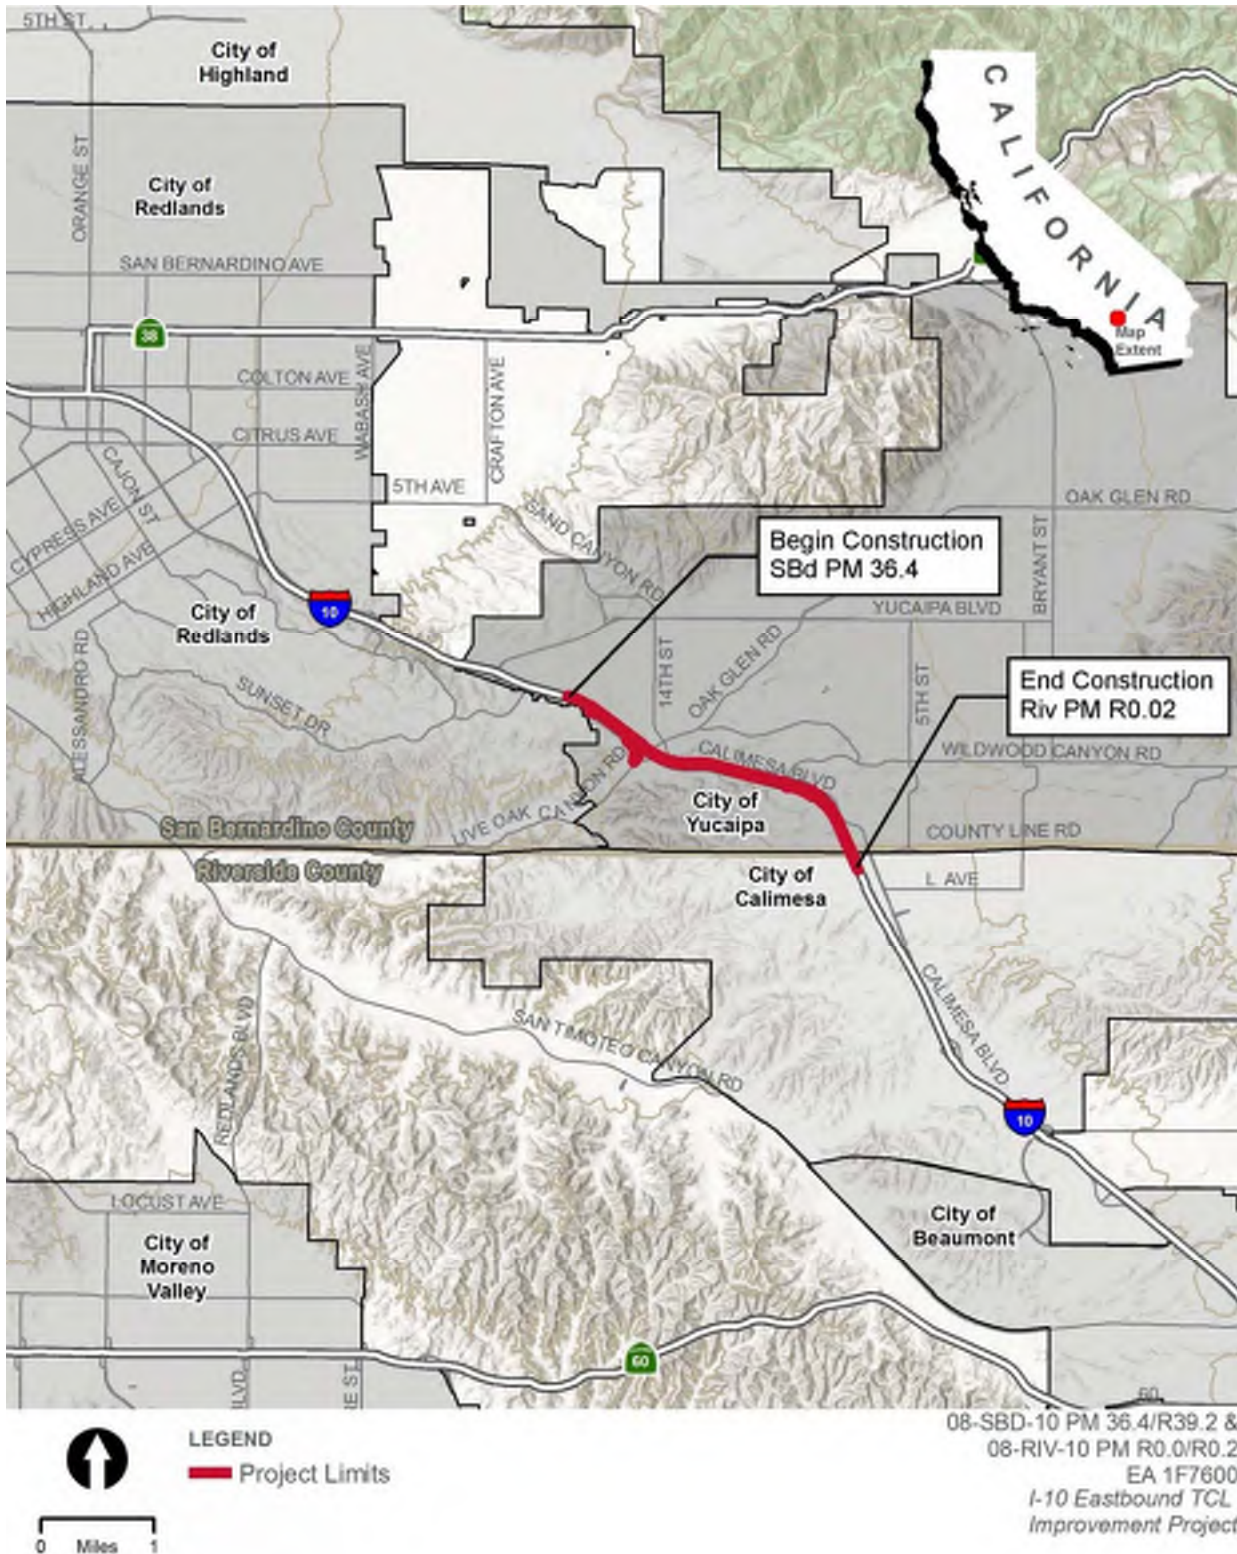 5TH ST
City of
Highland
CALIFORNIA
Map
Extent
ORANGE ST
City of
Redlands
SAN BERNARDINO AVE
38
COLTON AVE
WABASH AVE
CRAFTON AVE
CITRUS AVE
CAJON ST
5TH AVE
OAK GLEN RD
CYPRESS AVE
SAND CANYON RD
Begin Construction
SBd PM 36.4
BRYANT ST
HIGHLAND AVE
10
City of
Redlands
YUCAIPA BLVD
ALESSANDRO RD
14TH ST
OAK GLEN RD
5TH ST
End Construction
Riv PM R0.02
SUNSET DR
CALIMESA BLVD
WILDWOOD CANYON RD
LIVE OAK CANYON RD
City of
Yucaipa
San Bernardino County
COUNTY LINE RD
Riverside County
City of
Calimesa
L AVE
REDLANDS BLVD
SAN TIMOTEO CANYON RD
CALIMESA BLVD
10
LOCUST AVE
City of
Moreno
Valley
City of
Beaumont
60
BLVD
NE ST
60
LEGEND
Project Limits
0 Miles 1
08-SBD-10 PM 36.4/R39.2 &
08-RIV-10 PM R0.0/R0.2
EA 1F7600
I-10 Eastbound TCL
Improvement Project